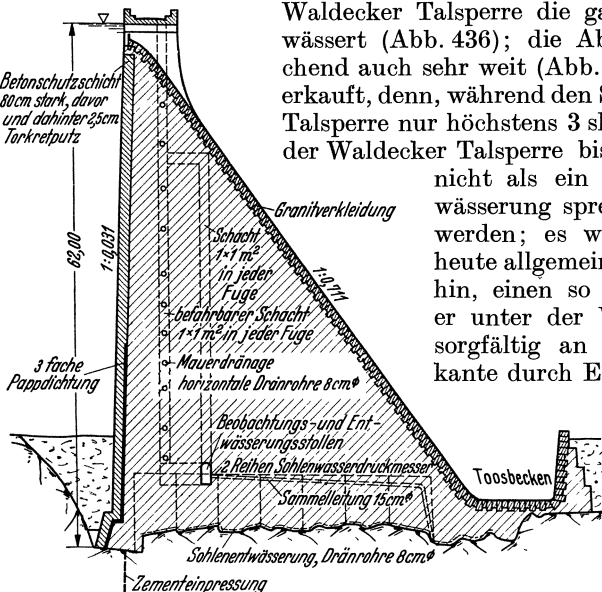 Waldecker Talsperre die ga
wässert (Abb. 436); die Ab
chend auch sehr weit (Abb.
erkauft, denn, während den S
Talsperre nur höchstens 3 sl
der Waldecker Talsperre bis
nicht als ein
wässerung spre
werden; es w
heute allgemein
hin, einen so
er unter der V
sorgfältig an
kante durch E
Betonschutzschicht
80cm stark, davor
und dahinter 2,5cm
Torkretputz
Granitverkleidung
62,00
1:0,031
1:0,711
Schacht
1×1 m²
in jeder
Fuge
befahrbarer Schacht
1×1 m² in jeder Fuge
3 fache
Pappdichtung
Mauerdränage
horizontale Dränrohre 8cm⌀
Beobachtungs- und Ent-
wässerungsstollen
2 Reihen Sohlenwasserdruckmesser
Toosbecken
Sammelleitung 15cm⌀
Sohlenentwässerung, Dränrohre 8cm⌀
Zementeinpressung